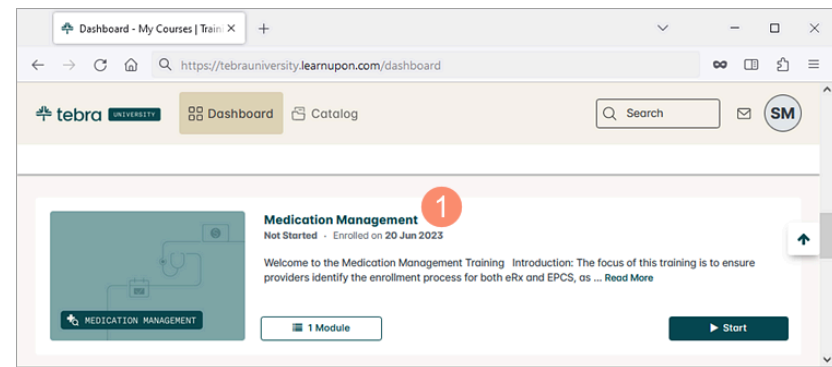 Dashboard - My Courses | Traini
https://tebrauniversity.learnupon.com/dashboard
tebra UNIVERSITY Dashboard Catalog Search SM
1
Medication Management
Not Started - Enrolled on 20 Jun 2023
Welcome to the Medication Management Training Introduction: The focus of this training is to ensure
providers identify the enrollment process for both eRx and EPCS, as ... Read More
MEDICATION MANAGEMENT
1 Module
Start